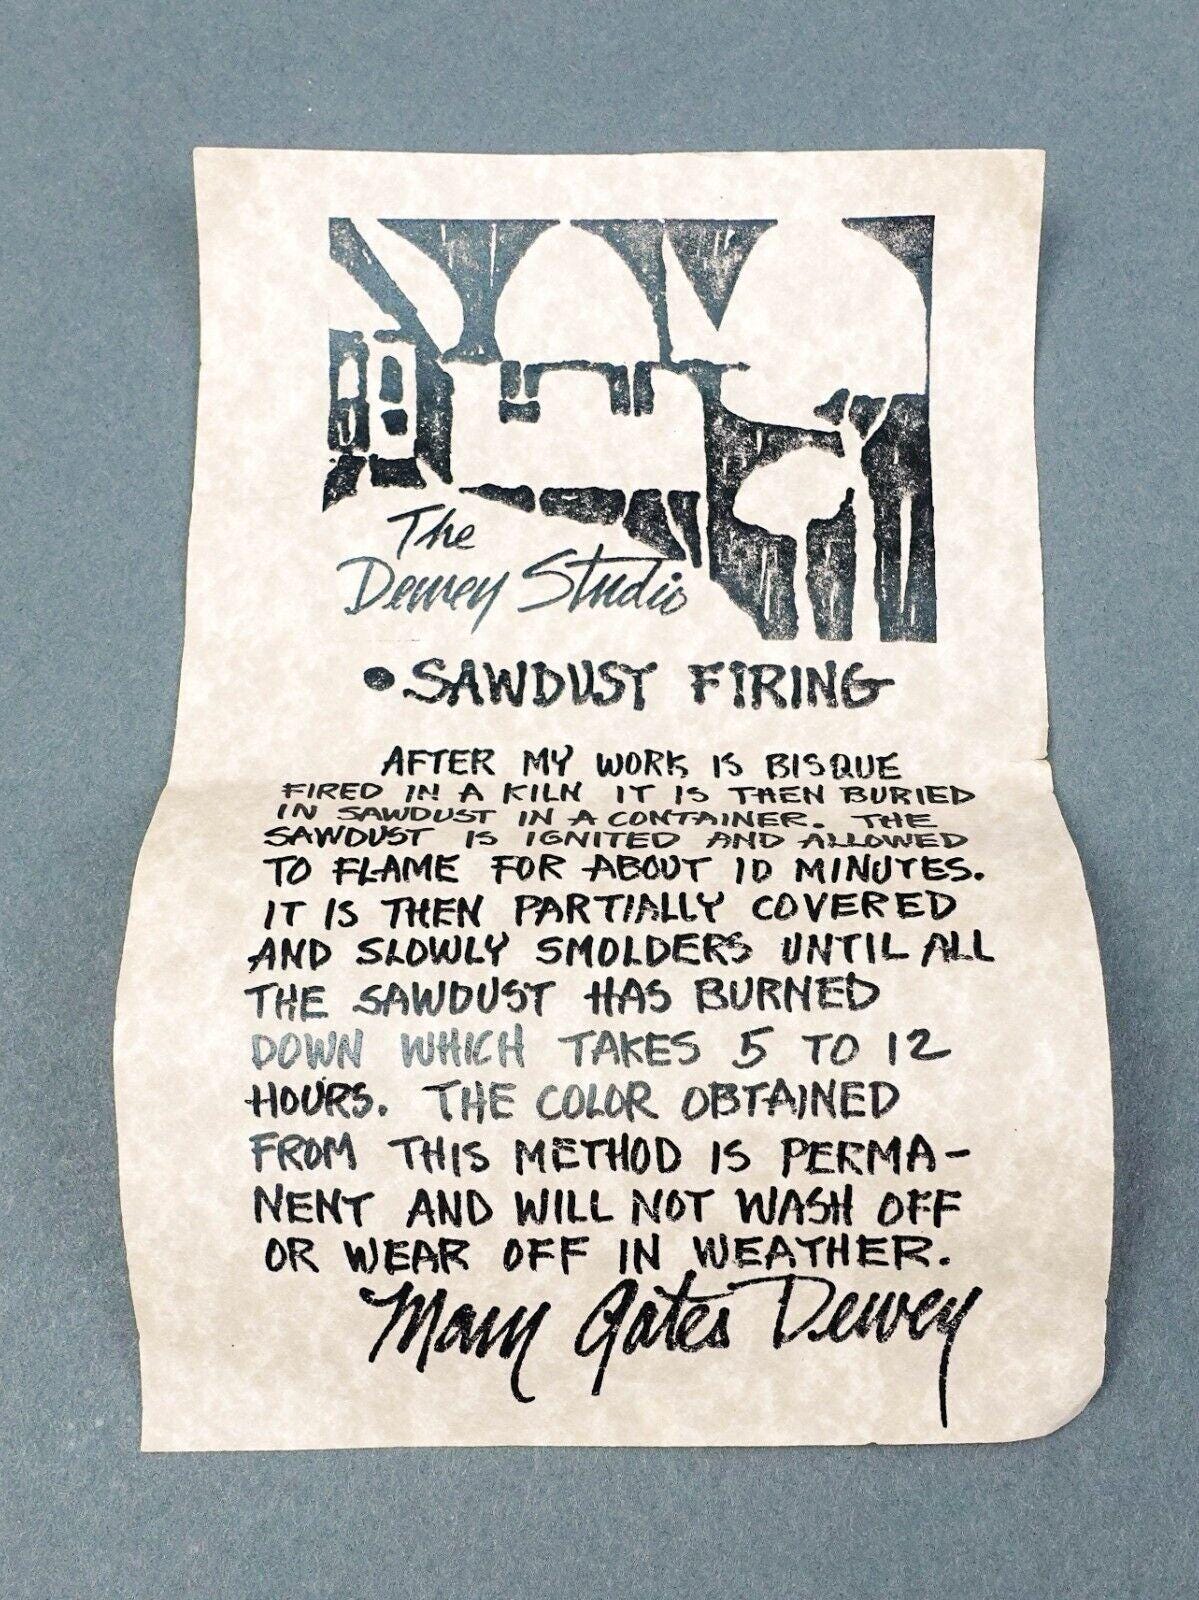 The
Dewey Studio
• SAWDUST FIRING
AFTER MY WORK IS BISQUE
FIRED IN A KILN IT IS THEN BURIED
IN SAWDUST IN A CONTAINER. THE
SAWDUST IS IGNITED AND ALLOWED
TO FLAME FOR ABOUT 10 MINUTES.
IT IS THEN PARTIALLY COVERED
AND SLOWLY SMOLDERS UNTIL ALL
THE SAWDUST HAS BURNED
DOWN WHICH TAKES 5 TO 12
HOURS. THE COLOR OBTAINED
FROM THIS METHOD IS PERMA-
NENT AND WILL NOT WASH OFF
OR WEAR OFF IN WEATHER.
Mary Gates Dewey